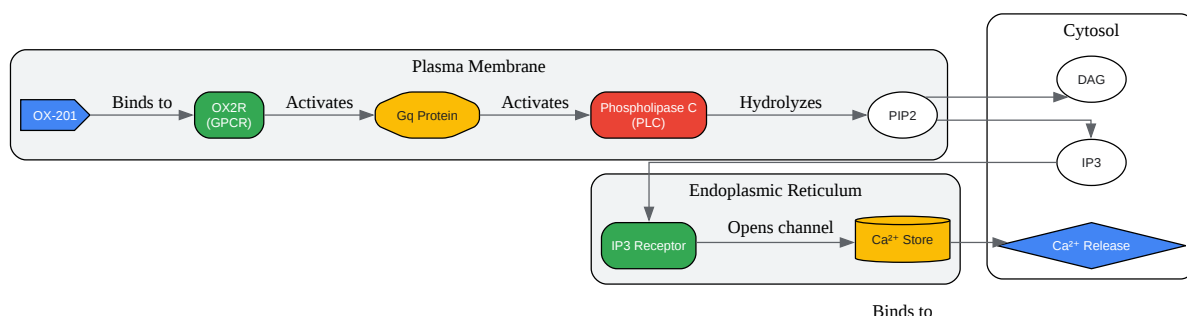 Cytosol
Plasma Membrane
DAG
OX-201
Binds to
OX2R
(GPCR)
Activates
Gq Protein
Activates
Phospholipase C
(PLC)
Hydrolyzes
PIP2
IP3
Endoplasmic Reticulum
IP3 Receptor
Opens channel
Ca²⁺ Store
Ca²⁺ Release
Binds to